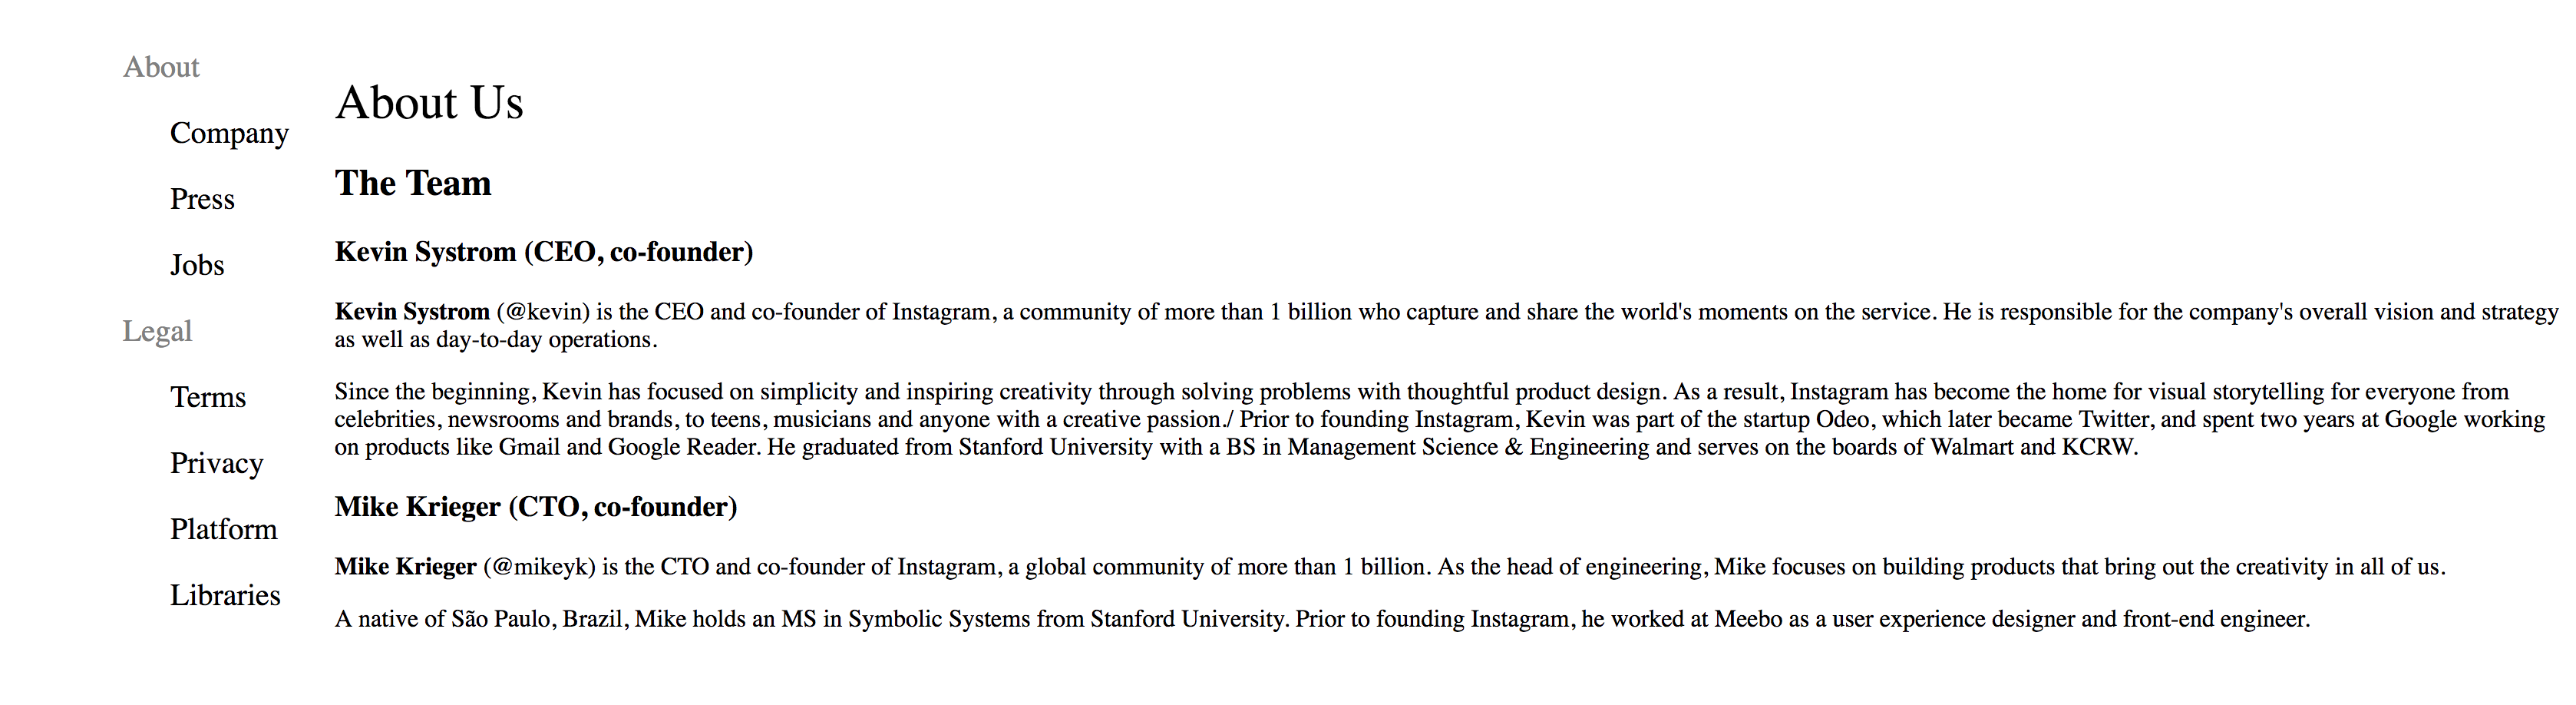 About
Company
Press
Jobs
Legal
Terms
Privacy
Platform
Libraries
About Us
The Team
Kevin Systrom (CEO, co-founder)
Kevin Systrom (@kevin) is the CEO and co-founder of Instagram, a community of more than 1 billion who capture and share the world's moments on the service. He is responsible for the company's overall vision and strategy
as well as day-to-day operations.
Since the beginning, Kevin has focused on simplicity and inspiring creativity through solving problems with thoughtful product design. As a result, Instagram has become the home for visual storytelling for everyone from
celebrities, newsrooms and brands, to teens, musicians and anyone with a creative passion./ Prior to founding Instagram, Kevin was part of the startup Odeo, which later became Twitter, and spent two years at Google working
on products like Gmail and Google Reader. He graduated from Stanford University with a BS in Management Science & Engineering and serves on the boards of Walmart and KCRW.
Mike Krieger (CTO, co-founder)
Mike Krieger (@mikeyk) is the CTO and co-founder of Instagram, a global community of more than 1 billion. As the head of engineering, Mike focuses on building products that bring out the creativity in all of us.
A native of São Paulo, Brazil, Mike holds an MS in Symbolic Systems from Stanford University. Prior to founding Instagram, he worked at Meebo as a user experience designer and front-end engineer.